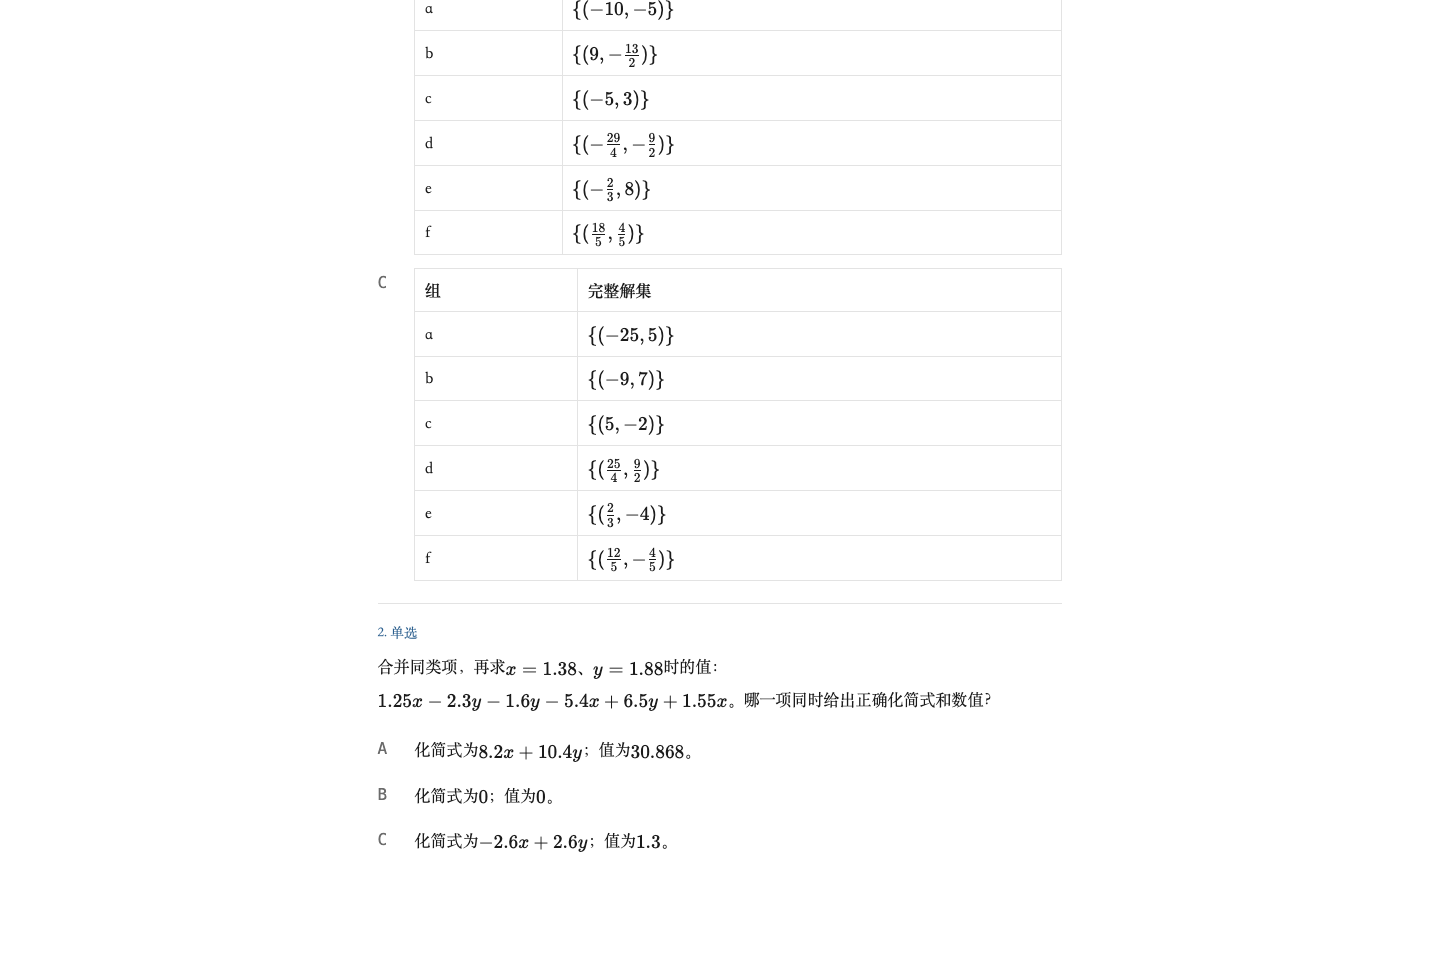 a {(−10, −5)}
b {(9, −13/2)}
c {(−5, 3)}
d {(−29/4, −9/2)}
e {(−2/3, 8)}
f {(18/5, 4/5)}
C 组 完整解集
a {(−25, 5)}
b {(−9, 7)}
c {(5, −2)}
d {(25/4, 9/2)}
e {(2/3, −4)}
f {(12/5, −4/5)}
2. 单选
合并同类项，再求x = 1.38、y = 1.88时的值：
1.25x − 2.3y − 1.6y − 5.4x + 6.5y + 1.55x。哪一项同时给出正确化简式和数值?
A 化简式为8.2x + 10.4y；值为30.868。
B 化简式为0；值为0。
C 化简式为−2.6x + 2.6y；值为1.3。